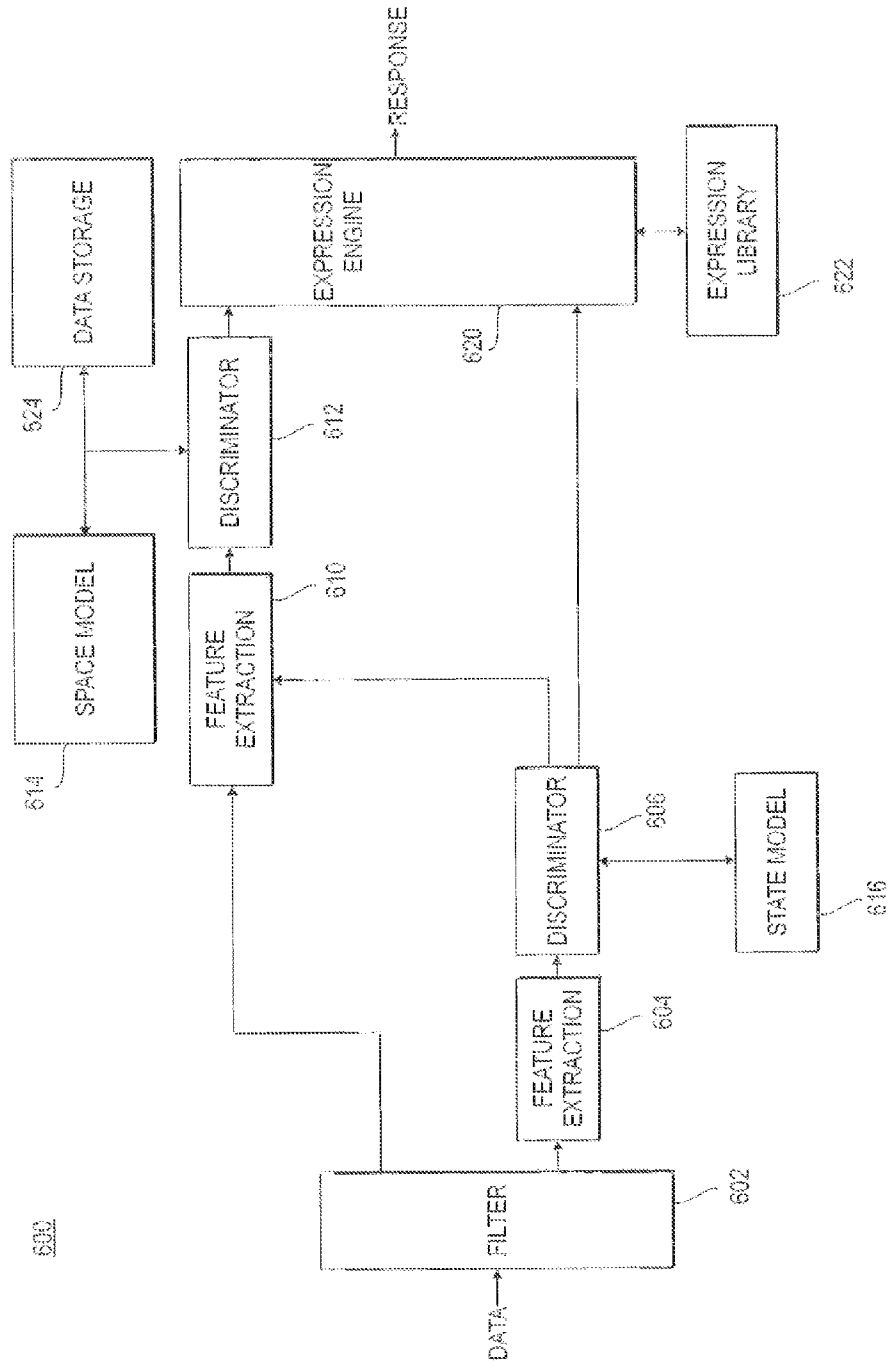 600
DATA
FILTER
602
FEATURE
EXTRACTION
604
DISCRIMINATOR
606
STATE MODEL
616
FEATURE
EXTRACTION
610
DISCRIMINATOR
612
SPACE MODEL
614
DATA STORAGE
624
EXPRESSION
ENGINE
620
RESPONSE
EXPRESSION
LIBRARY
622